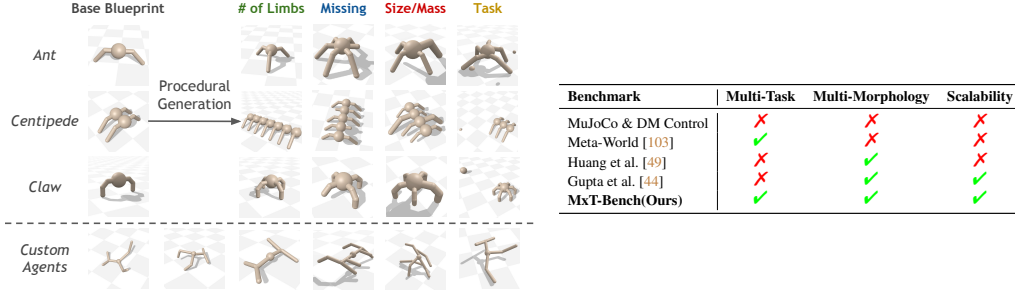 Base Blueprint
# of Limbs
Missing
Size/Mass
Task
Ant
Procedural
Generation
Centipede
Claw
Custom
Agents
Benchmark Multi-Task Multi-Morphology Scalability
MuJoCo & DM Control ✗ ✗ ✗
Meta-World [103] ✓ ✗ ✗
Huang et al. [49] ✗ ✓ ✗
Gupta et al. [44] ✗ ✓ ✓
MxT-Bench(Ours) ✓ ✓ ✓